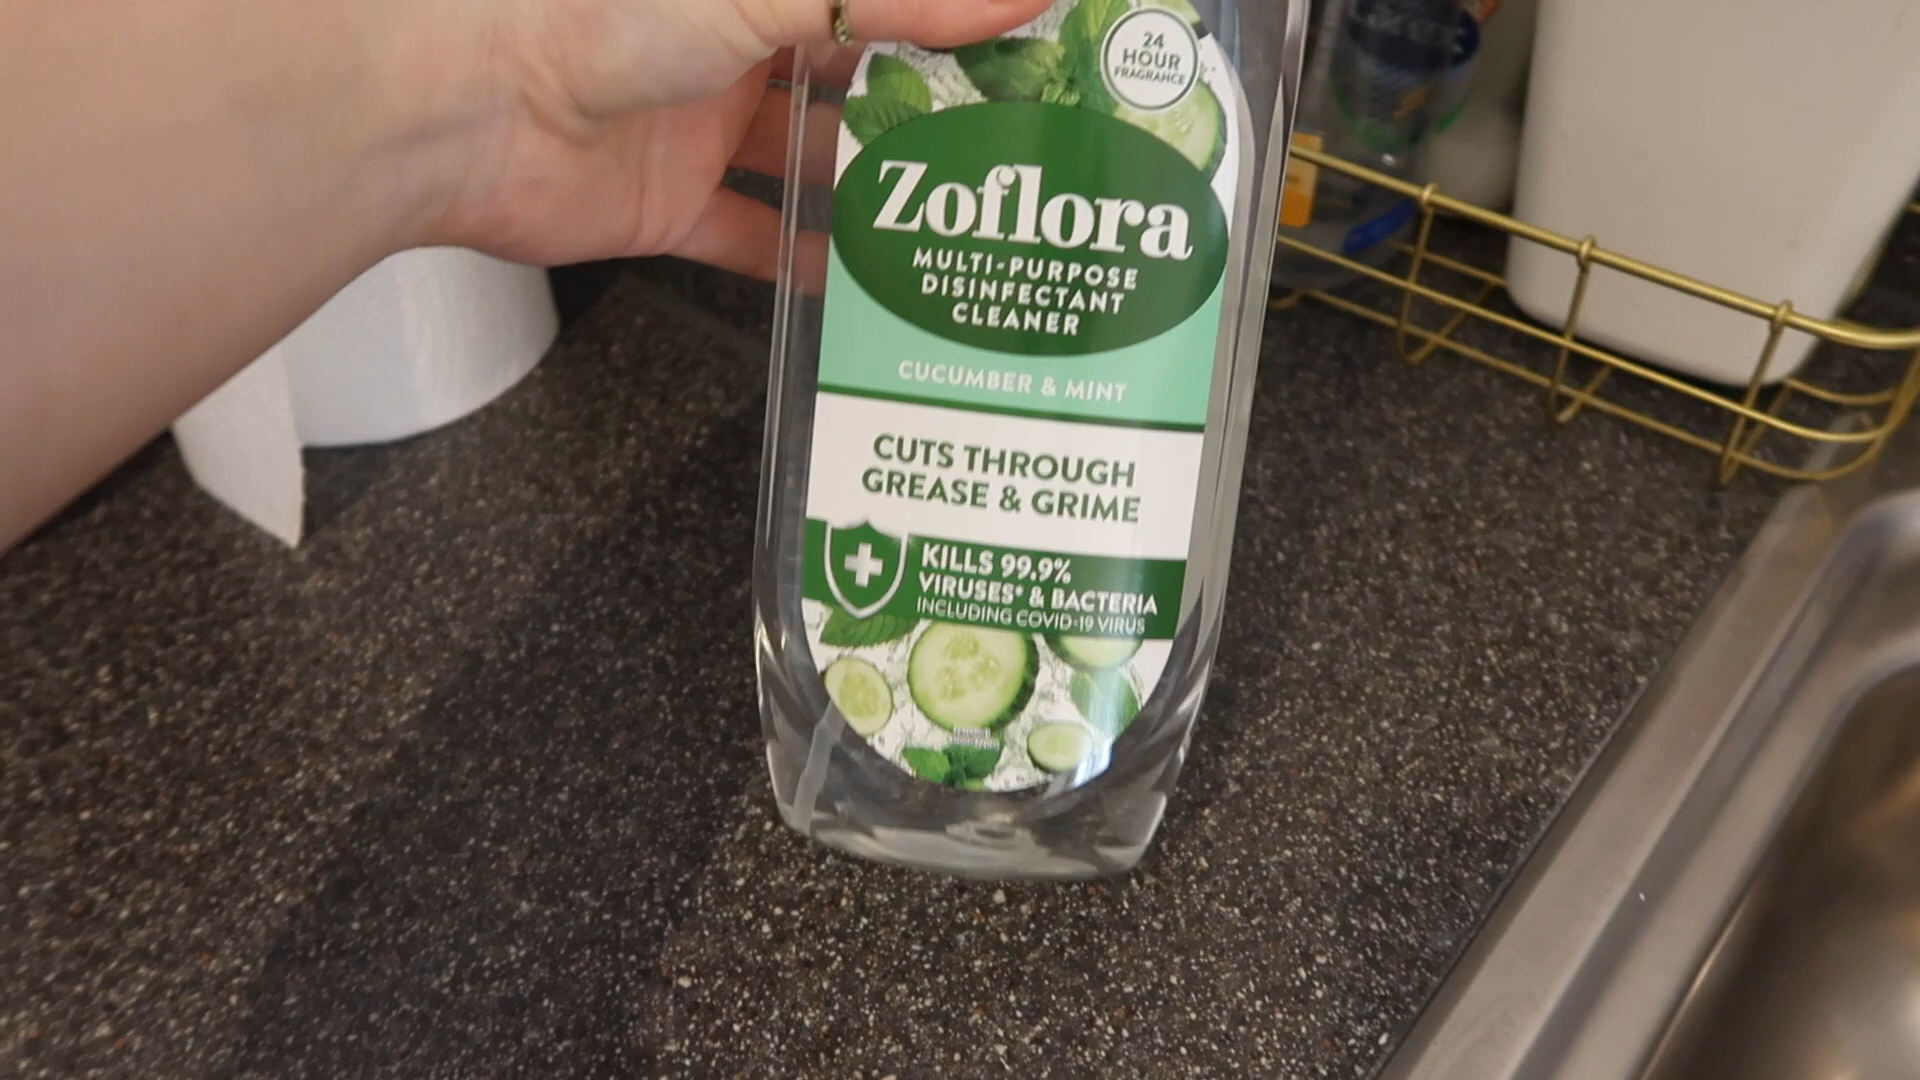 24
HOUR
FRAGRANCE
Zoflora
MULTI-PURPOSE
DISINFECTANT
CLEANER
CUCUMBER & MINT
CUTS THROUGH
GREASE & GRIME
KILLS 99.9%
VIRUSES* & BACTERIA
INCLUDING COVID-19 VIRUS